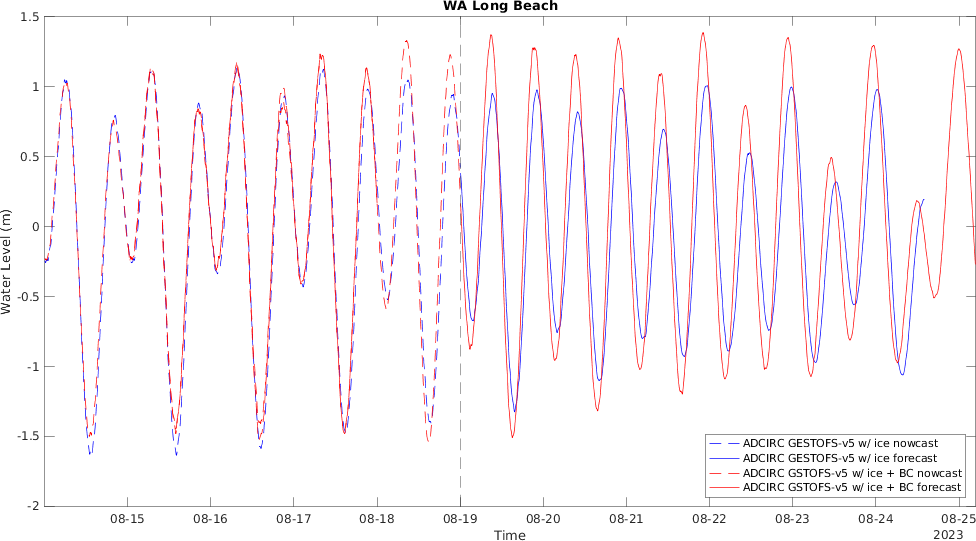 WA Long Beach
1.5
1
0.5
0
-0.5
-1
-1.5
-2
Water Level (m)
ADCIRC GESTOFS-v5 w/ ice nowcast
ADCIRC GESTOFS-v5 w/ ice forecast
ADCIRC GSTOFS-v5 w/ ice + BC nowcast
ADCIRC GSTOFS-v5 w/ ice + BC forecast
08-15 08-16 08-17 08-18 08-19 08-20 08-21 08-22 08-23 08-24 08-25
Time 2023